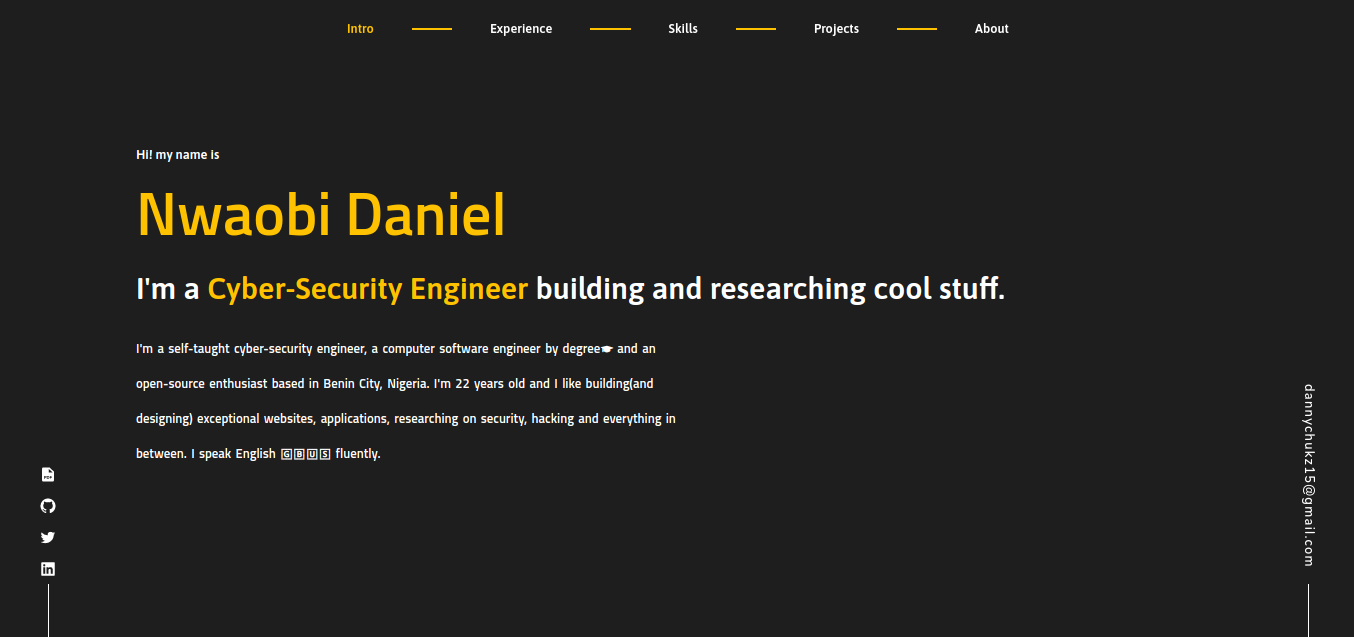 Intro Experience Skills Projects About
Hi! my name is
Nwaobi Daniel
I'm a Cyber-Security Engineer building and researching cool stuff.
I'm a self-taught cyber-security engineer, a computer software engineer by degree🎓 and an
open-source enthusiast based in Benin City, Nigeria. I'm 22 years old and I like building(and
designing) exceptional websites, applications, researching on security, hacking and everything in
between. I speak English 🇬🇧🇺🇸 fluently.
PDF
dannychukz15@gmail.com